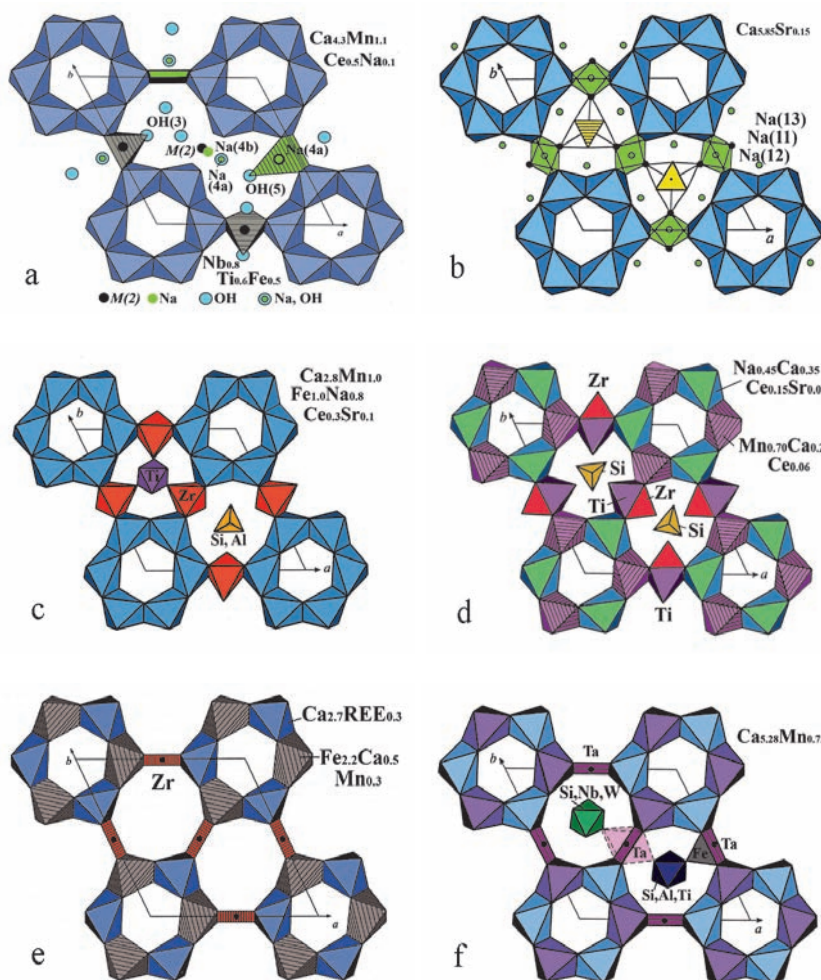 b
Ca4.3Mn1.1
Ce0.5Na0.1
OH(3)
M(2)
Na(4b)
Na(4a)
Na
(4a)
OH(5)
a
Nb0.8
Ti0.6Fe0.5
a
M(2) Na OH Na, OH
Ca5.85Sr0.15
b
Na(13)
Na(11)
Na(12)
a
b
Ca2.8Mn1.0
Fe1.0Na0.8
Ce0.3Sr0.1
b
Ti
Zr
Si, Al
a
c
Zr
Na0.45Ca0.35
Ce0.15Sr0.0
b
Mn0.70Ca0.2
Ce0.06
Si
Ti
Zr
Si
a
Ti
d
Ca2.7REE0.3
b
Zr
Fe2.2Ca0.5
Mn0.3
a
e
Ta
Ca5.28Mn0.7
b
Si,Nb,W
Ta
Fe
Ta
Si,Al,Ti
a
f